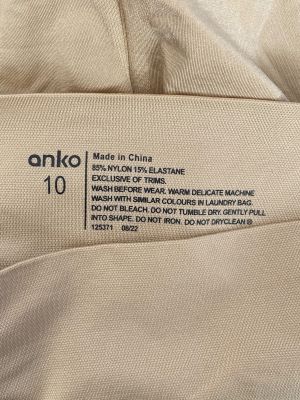 anko
10
Made in China
85% NYLON 15% ELASTANE
EXCLUSIVE OF TRIMS.
WASH BEFORE WEAR. WARM DELICATE MACHINE
WASH WITH SIMILAR COLOURS IN LAUNDRY BAG.
DO NOT BLEACH. DO NOT TUMBLE DRY. GENTLY PULL
INTO SHAPE. DO NOT IRON. DO NOT DRYCLEAN ®
125371 08/22